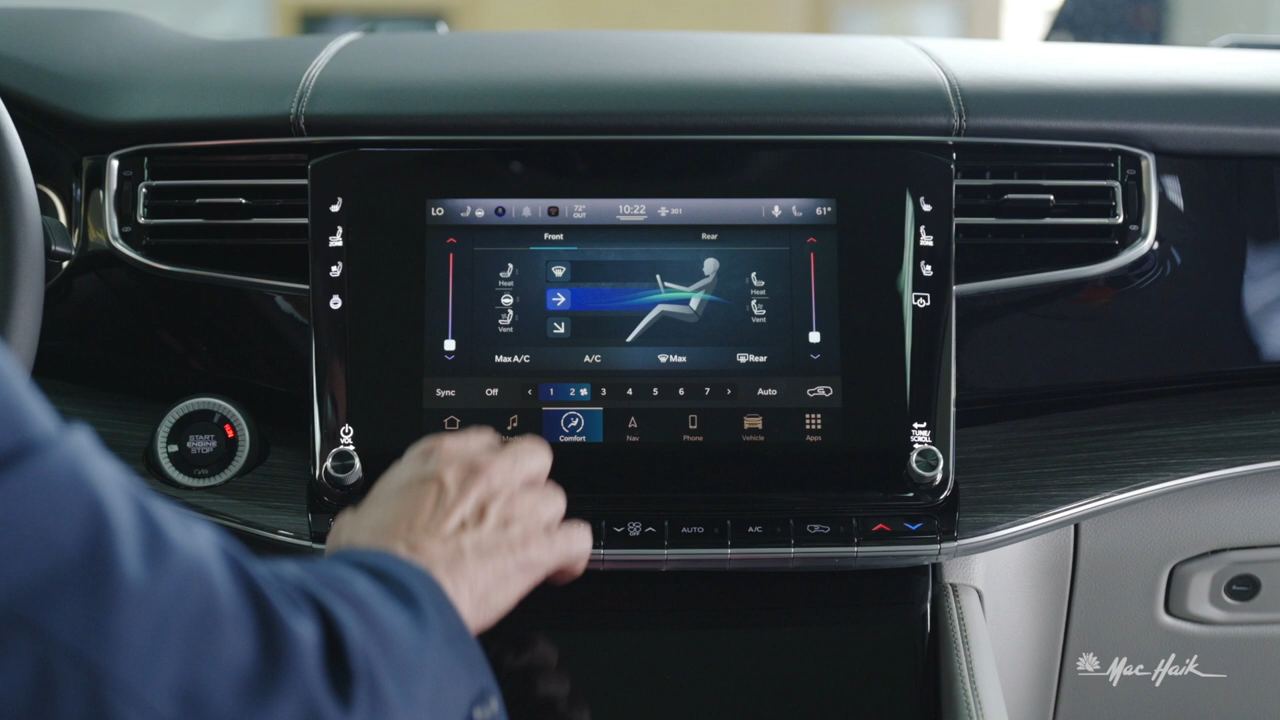 LO 72° OUT 10:22 301 61°
Front Rear
Heat Heat
Vent Vent
Max A/C A/C Max Rear
Sync Off < 1 2 3 4 5 6 7 > Auto
Comfort Nav Phone Vehicle Apps
START ENGINE STOP
RUN
VOL
TUNE/
SCROLL
OFF AUTO A/C
Mac Haik